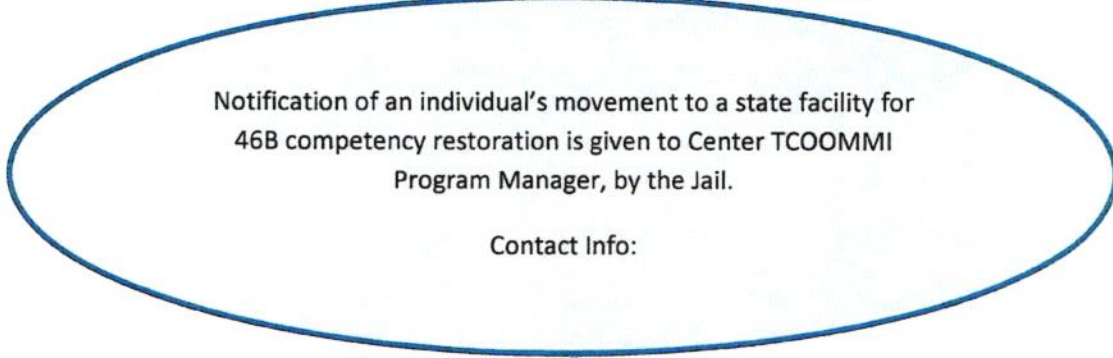 Notification of an individual's movement to a state facility for
46B competency restoration is given to Center TCOOMMI
Program Manager, by the Jail.
Contact Info: